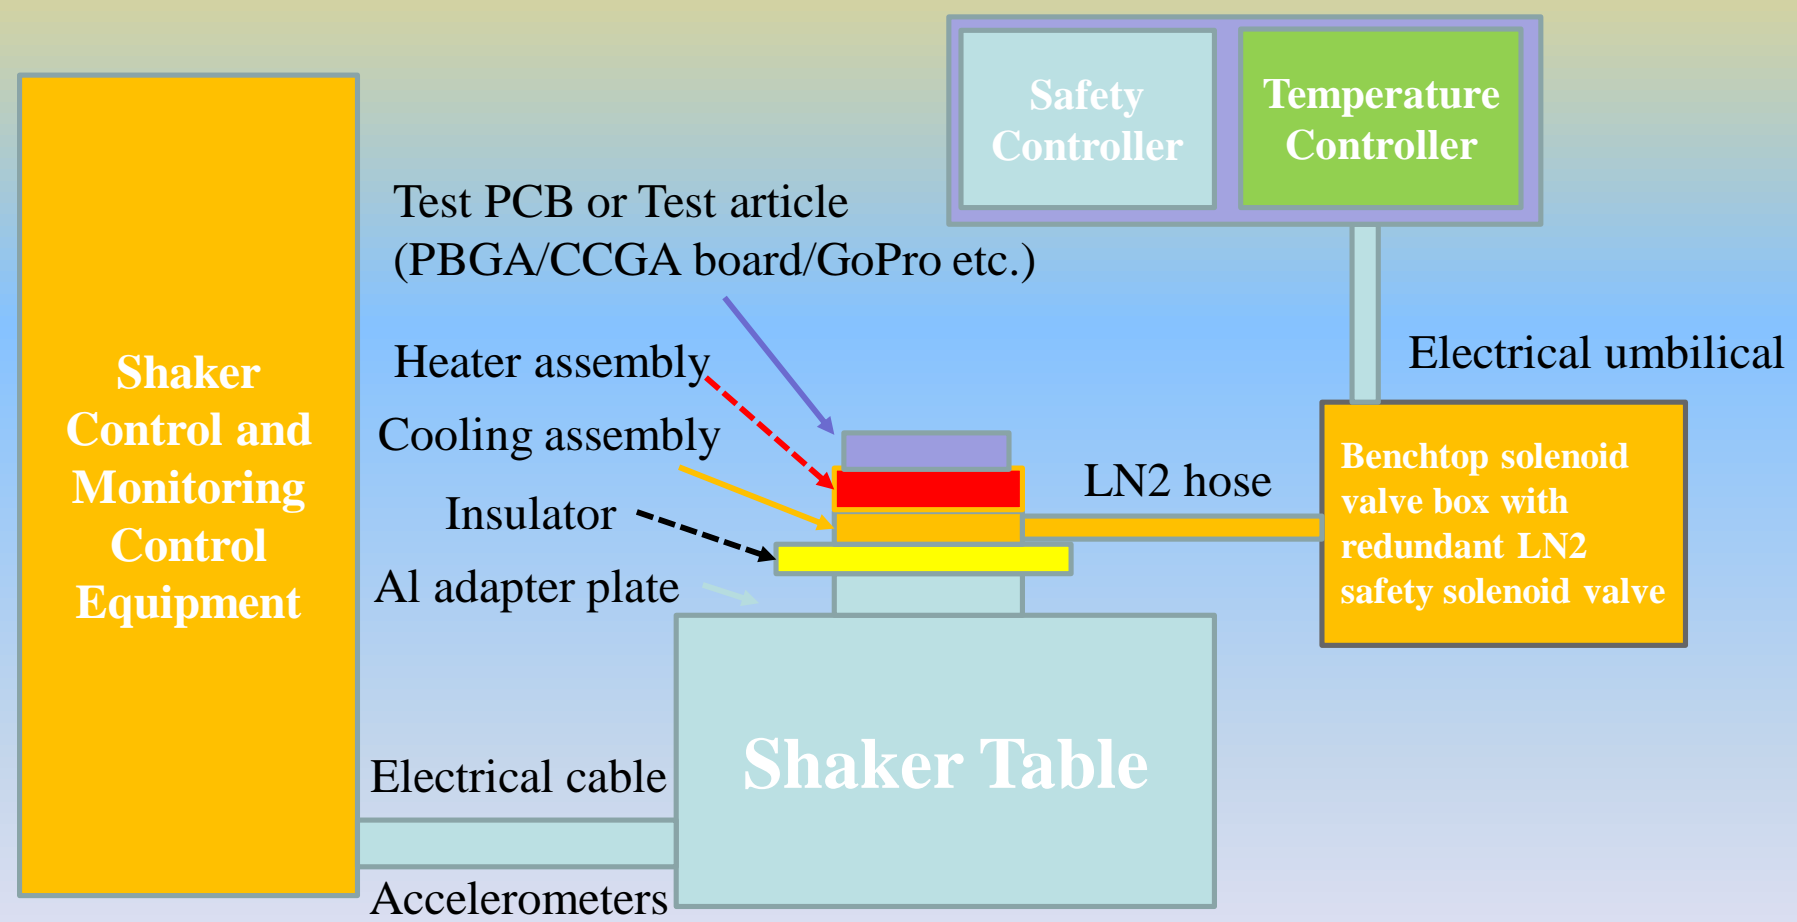 Safety
Controller
Temperature
Controller
Test PCB or Test article
(PBGA/CCGA board/GoPro etc.)
Shaker
Control and
Monitoring
Control
Equipment
Heater assembly
Cooling assembly
Insulator
Al adapter plate
LN2 hose
Electrical umbilical
Benchtop solenoid
valve box with
redundant LN2
safety solenoid valve
Electrical cable
Accelerometers
Shaker Table